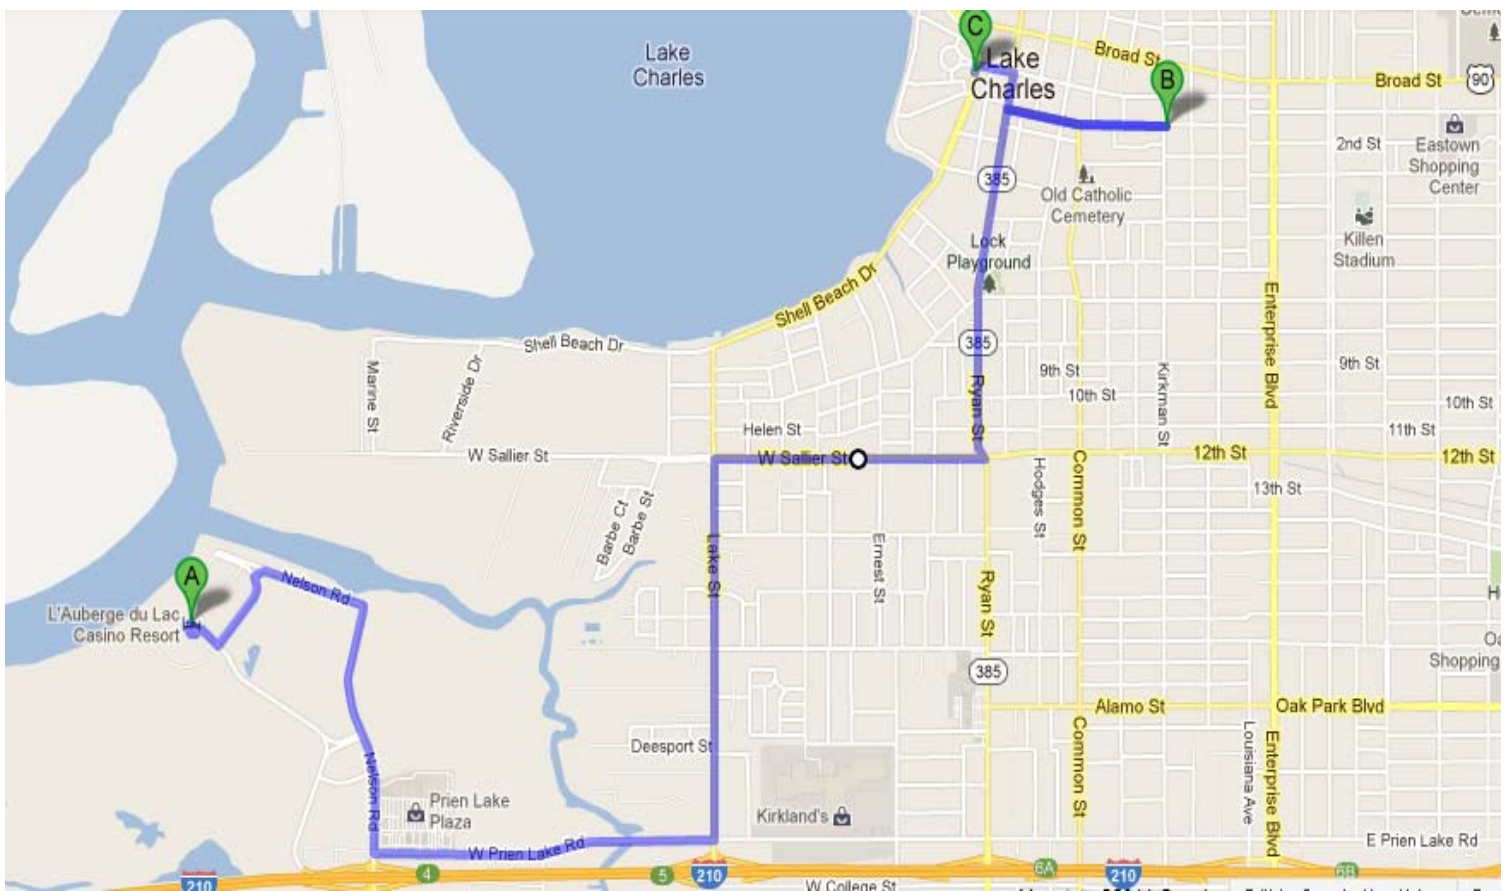 C
Lake
Charles
Broad St
Lake
Charles
B
Broad St
90
2nd St
Eastown
Shopping
Center
385
Old Catholic
Cemetery
Killen
Stadium
Lock
Playground
Shell Beach Dr
Enterprise Blvd
Shell Beach Dr
385
Marine St
Riverside Dr
9th St
Kirkman St
9th St
10th St
Ryan St
10th St
Helen St
11th St
W Sallier St
W Sallier St
12th St
12th St
Hodges St
Common St
13th St
Barbe Ct
Barbe St
Lake St
Ernest St
A
Nelson Rd
Ryan St
L'Auberge du Lac
Casino Resort
385
Shopping
Alamo St
Oak Park Blvd
Deesport St
Common St
Louisiana Ave
Enterprise Blvd
Nelson Rd
Prien Lake
Plaza
Kirkland's
W Prien Lake Rd
E Prien Lake Rd
210
4
5
210
6A
210
6B
W College St